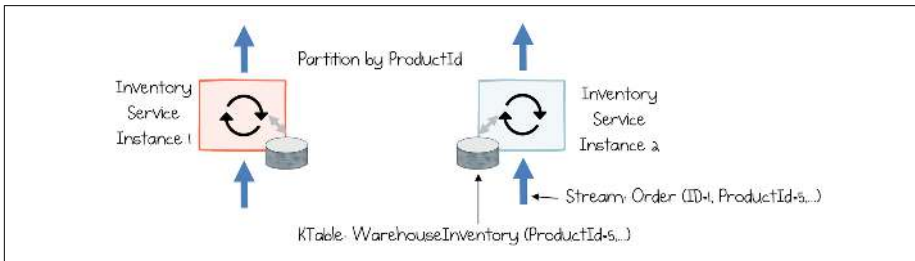 Partition by ProductId
Inventory
Service
Instance 1
Inventory
Service
Instance 2
Stream: Order (ID=1, ProductId=5,...)
KTable: WarehouseInventory (ProductId=5,...)